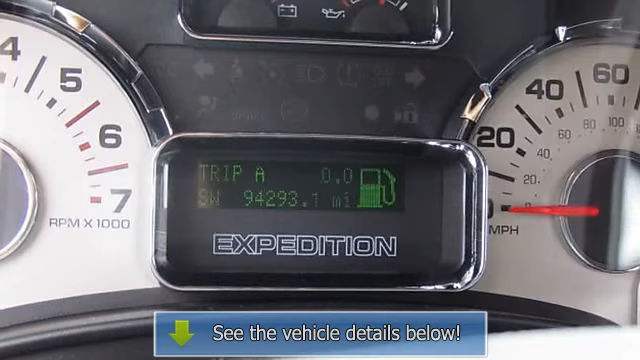 4
5
6
7
RPM X 1000
TRIP A 0.0
SW 94293.1 mi
EXPEDITION
20
40
60
20
40
60
80
100
0
MPH
See the vehicle details below!